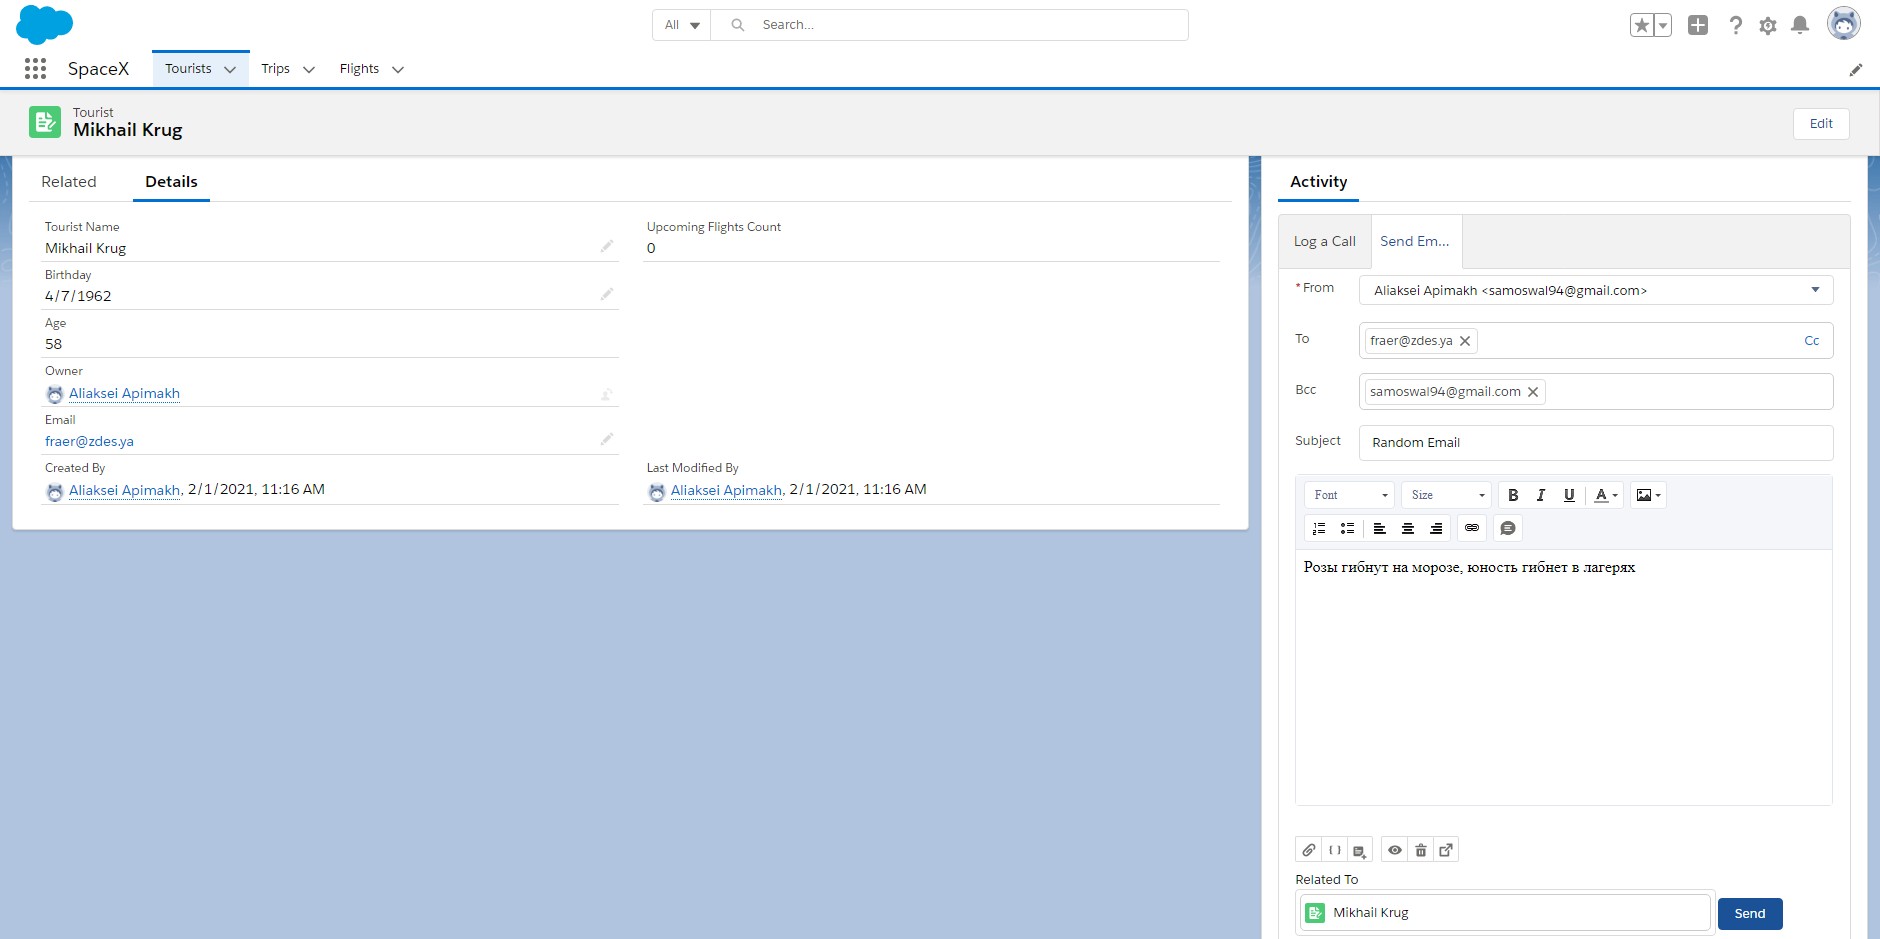 All
Search...
SpaceX
Tourists
Trips
Flights
Tourist
Mikhail Krug
Edit
Related
Details
Tourist Name
Mikhail Krug
Upcoming Flights Count
0
Birthday
4/7/1962
Age
58
Owner
Aliaksei Apimakh
Email
fraer@zdes.ya
Created By
Aliaksei Apimakh, 2/1/2021, 11:16 AM
Last Modified By
Aliaksei Apimakh, 2/1/2021, 11:16 AM
Activity
Log a Call
Send Em...
*From
Aliaksei Apimakh <samoswal94@gmail.com>
To
fraer@zdes.ya
Cc
Bcc
samoswal94@gmail.com
Subject
Random Email
Font
Size
B I U A
Розы гибнут на морозе, юность гибнет в лагерях
Related To
Mikhail Krug
Send